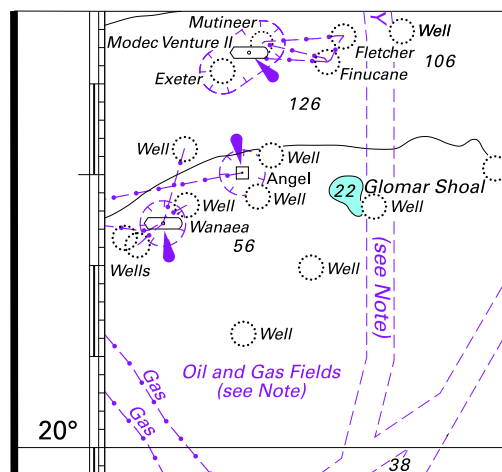 Mutineer
Y
Well
Modec Venture II
Fletcher
106
Exeter
Finucane
126
Well
Well
Angel
22
Glomar Shoal
Well
Well
Well
Wanaea
56
(see Note)
Wells
Well
Well
Gas
Oil and Gas Fields
(see Note)
Gas
20°
38